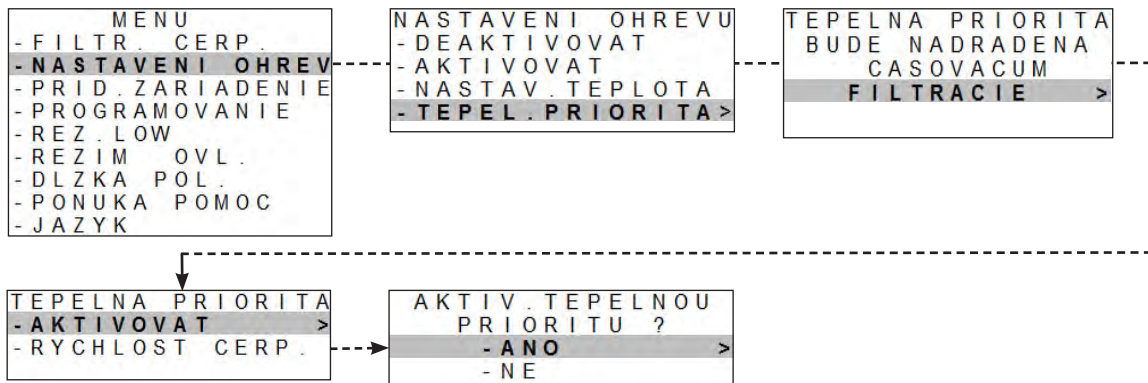 MENU
-FILTR. CERP.
-NASTAVENI OHREV
-PRID.ZARIADENIE
-PROGRAMOVANIE
-REZ.LOW
-REZIM OVL.
-DLZKA POL.
-PONUKA POMOC
-JAZYK
NASTAVENI OHREVU
-DEAKTIVOVAT
-AKTIVOVAT
-NASTAV.TEPLOTA
-TEPEL.PRIORITA>
TEPELNA PRIORITA
BUDE NADRADENA
CASOVACUM
FILTRACIE >
TEPELNA PRIORITA
-AKTIVOVAT >
-RYCHLOST CERP.
AKTIV.TEPELNOU
PRIORITU ?
-ANO >
-NE